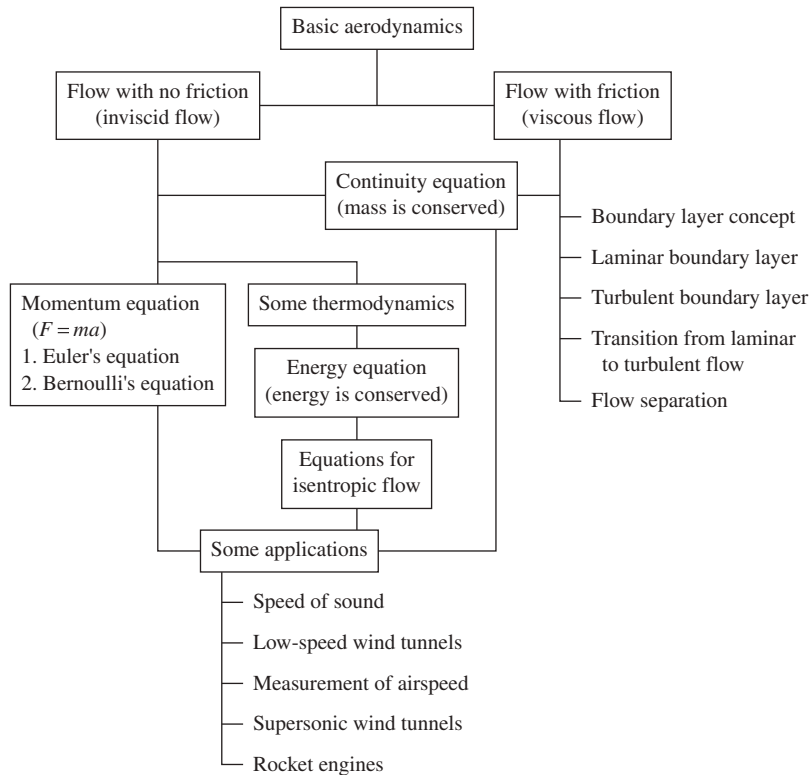 Basic aerodynamics
Flow with no friction
(inviscid flow)
Flow with friction
(viscous flow)
Continuity equation
(mass is conserved)
Boundary layer concept
Laminar boundary layer
Turbulent boundary layer
Transition from laminar
to turbulent flow
Flow separation
Momentum equation
(F = ma)
1. Euler's equation
2. Bernoulli's equation
Some thermodynamics
Energy equation
(energy is conserved)
Equations for
isentropic flow
Some applications
Speed of sound
Low-speed wind tunnels
Measurement of airspeed
Supersonic wind tunnels
Rocket engines